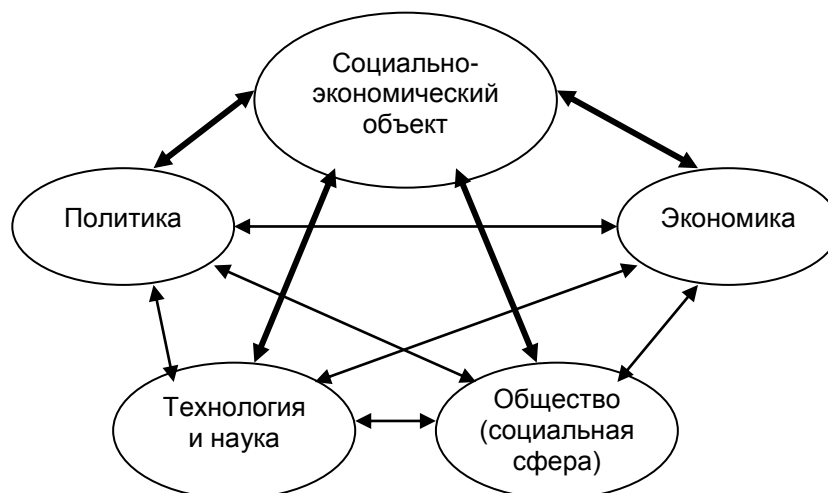 Социально-
экономический
объект
Политика
Экономика
Технология
и наука
Общество
(социальная
сфера)